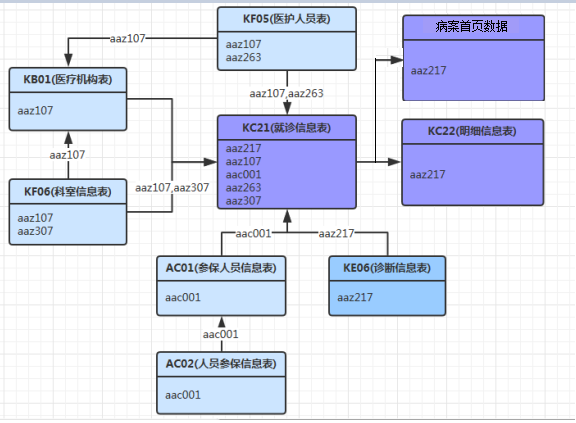 KF05(医护人员表)
aaz107
aaz263
病案首页数据
aaz217
aaz107
KB01(医疗机构表)
aaz107
aaz107,aaz263
KC21(就诊信息表)
aaz217
aaz107
aac001
aaz263
aaz307
KC22(明细信息表)
aaz217
aaz107
KF06(科室信息表)
aaz107
aaz307
aaz107,aaz307
aac001
aaz217
AC01(参保人员信息表)
aac001
KE06(诊断信息表)
aaz217
aac001
AC02(人员参保信息表)
aac001